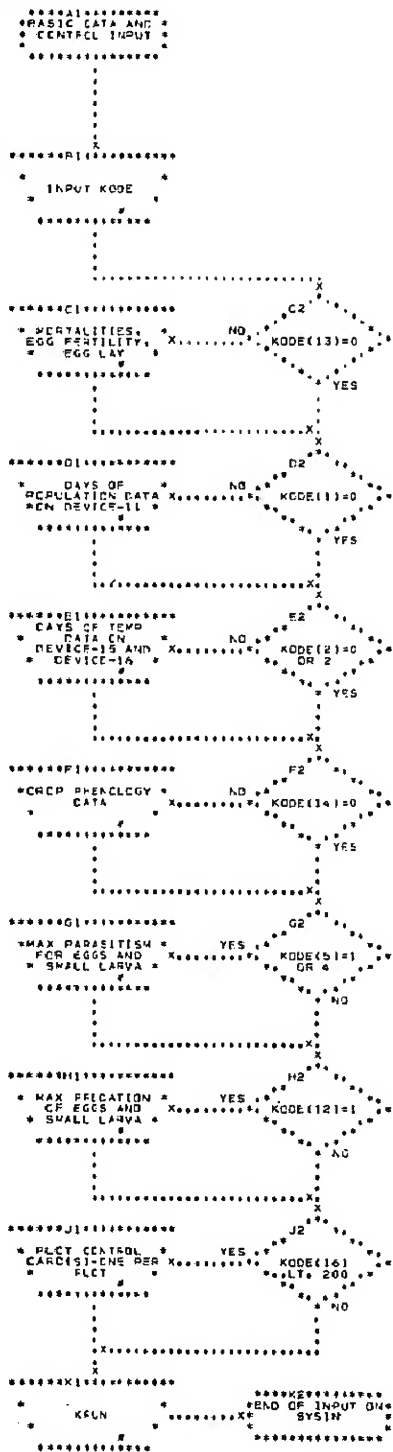 A1
BASIC DATA AND
CONTROL INPUT
B1
INPUT KODE
C1
MORTALITIES,
EGG FERTILITY,
EGG LAY
NO
C2
KODE(13)=0
YES
D1
DAYS OF
POPULATION DATA
ON DEVICE-11
NO
D2
KODE(1)=0
YES
E1
DAYS OF TEMP
DATA ON
DEVICE-15 AND
DEVICE-16
NO
E2
KODE(2)=0
OR 2
YES
F1
CROP PHENOLOGY
DATA
NO
F2
KODE(14)=0
YES
G1
MAX PARASITISM
FOR EGGS AND
SMALL LARVA
YES
G2
KODE(5)=1
OR 4
NO
H1
MAX PREDATION
OF EGGS AND
SMALL LARVA
YES
H2
KODE(12)=1
NO
J1
PLOT CONTROL
CARD(S)-ONE PER
PLOT
YES
J2
KODE(16)
LT. 200
NO
K1
KRUN
K2
END OF INPUT ON
SYSIN